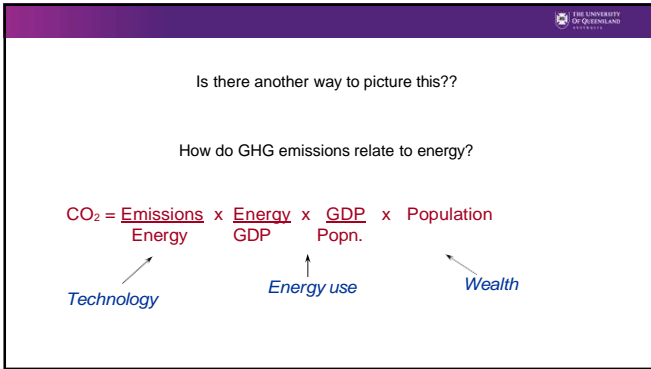 THE UNIVERSITY
OF QUEENSLAND
AUSTRALIA
Is there another way to picture this??
How do GHG emissions relate to energy?
CO₂ = Emissions x Energy x GDP x Population
Energy GDP Popn.
Technology Energy use Wealth